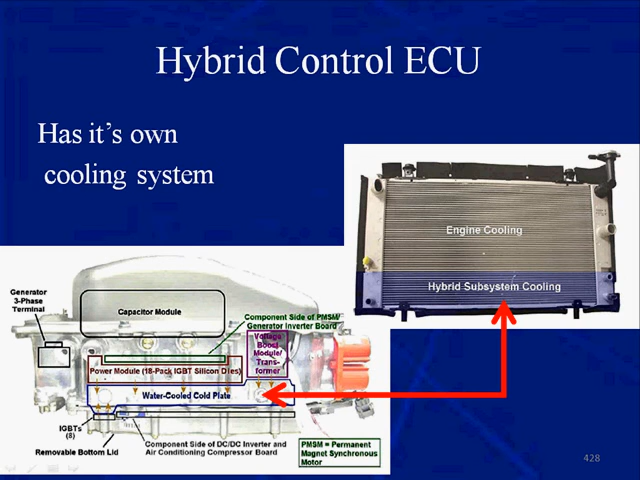 Hybrid Control ECU
Has it's own
cooling system
Engine Cooling
Hybrid Subsystem Cooling
Generator
3-Phase
Terminal
Capacitor Module
Component Side of PMSM/
Generator Inverter Board
Voltage
Boost
Module/
Trans-
former
Power Module (18-Pack IGBT Silicon Dies)
Water-Cooled Cold Plate
IGBTs
(8)
Removable Bottom Lid
Component Side of DC/DC Inverter and
Air Conditioning Compressor Board
PMSM = Permanent
Magnet Synchronous
Motor
428